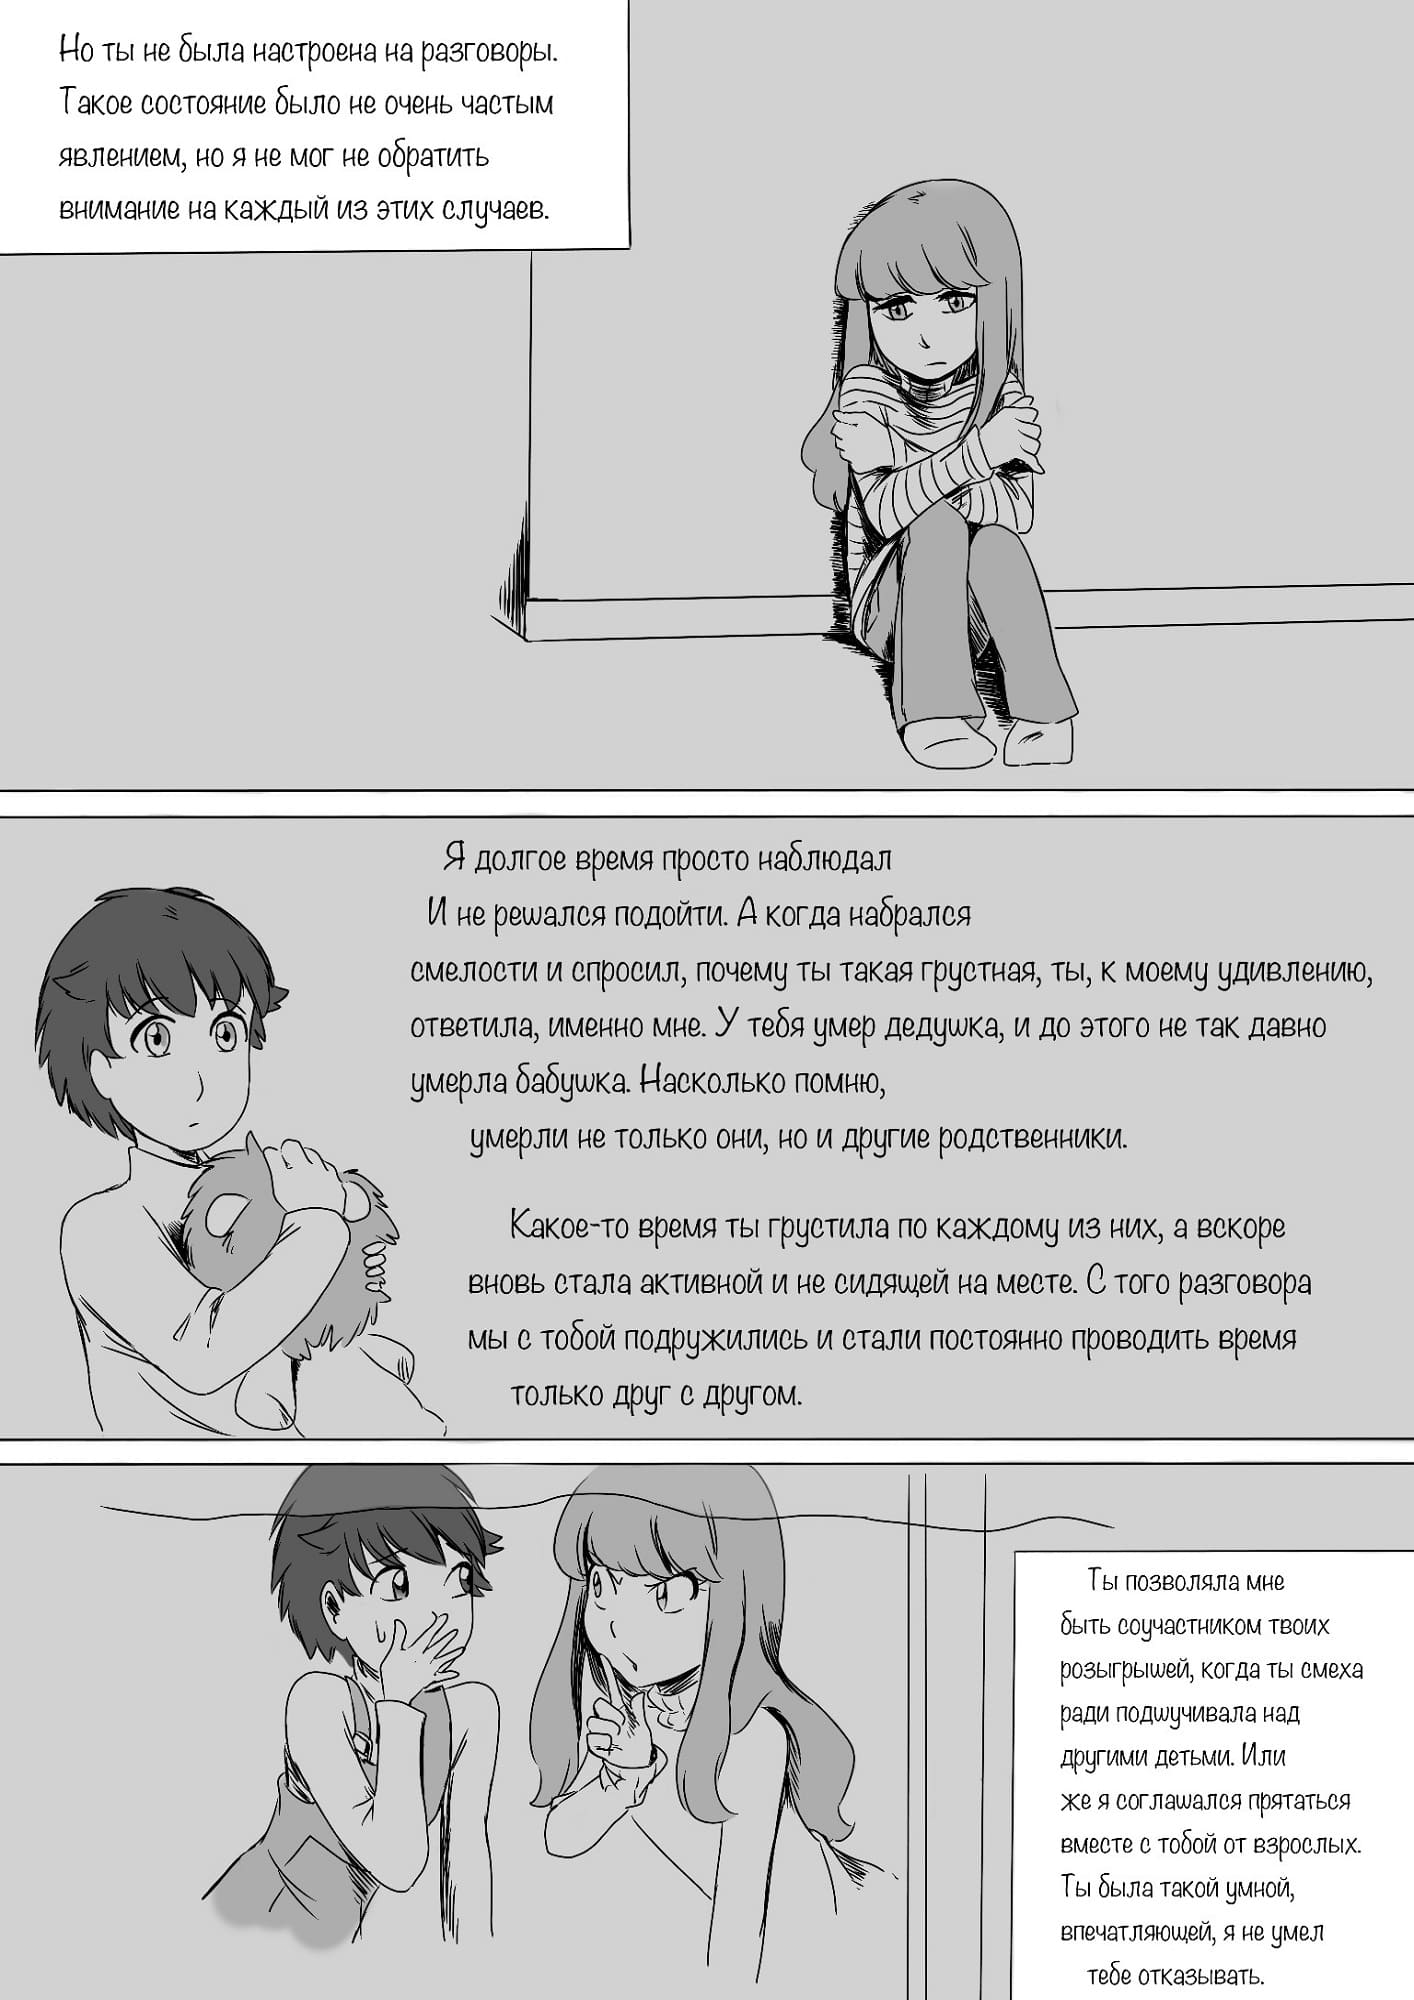 Но ты не была настроена на разговоры.
Такое состояние было не очень частым
явлением, но я не мог не обратить
внимание на каждый из этих случаев.
Я долгое время просто наблюдал
И не решался подойти. А когда набрался
смелости и спросил, почему ты такая грустная, ты, к моему удивлению,
ответила, именно мне. У тебя умер дедушка, и до этого не так давно
умерла бабушка. Насколько помню,
умерли не только они, но и другие родственники.
Какое-то время ты грустила по каждому из них, а вскоре
вновь стала активной и не сидящей на месте. С того разговора
мы с тобой подружились и стали постоянно проводить время
только друг с другом.
Ты позволяла мне
быть соучастником твоих
розыгрышей, когда ты смеха
ради подшучивала над
другими детьми. Или
же я соглашался прятаться
вместе с тобой от взрослых.
Ты была такой умной,
впечатляющей, я не умел
тебе отказывать.